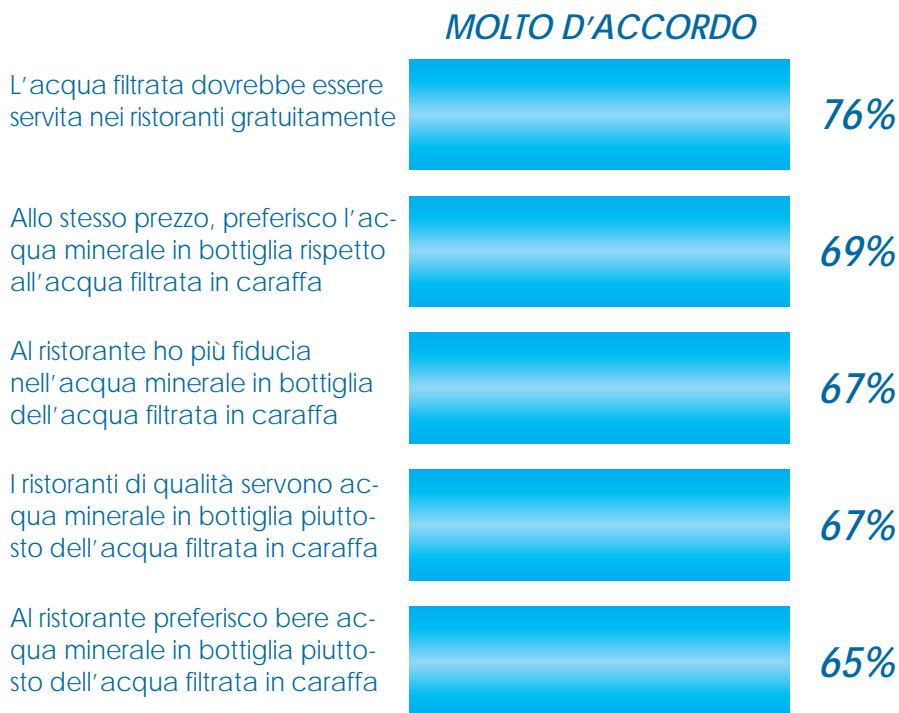 MOLTO D'ACCORDO
L'acqua filtrata dovrebbe essere
servita nei ristoranti gratuitamente
76%
Allo stesso prezzo, preferisco l'ac-
qua minerale in bottiglia rispetto
all'acqua filtrata in caraffa
69%
Al ristorante ho più fiducia
nell'acqua minerale in bottiglia
dell'acqua filtrata in caraffa
67%
I ristoranti di qualità servono ac-
qua minerale in bottiglia piutto-
sto dell'acqua filtrata in caraffa
67%
Al ristorante preferisco bere ac-
qua minerale in bottiglia piutto-
sto dell'acqua filtrata in caraffa
65%